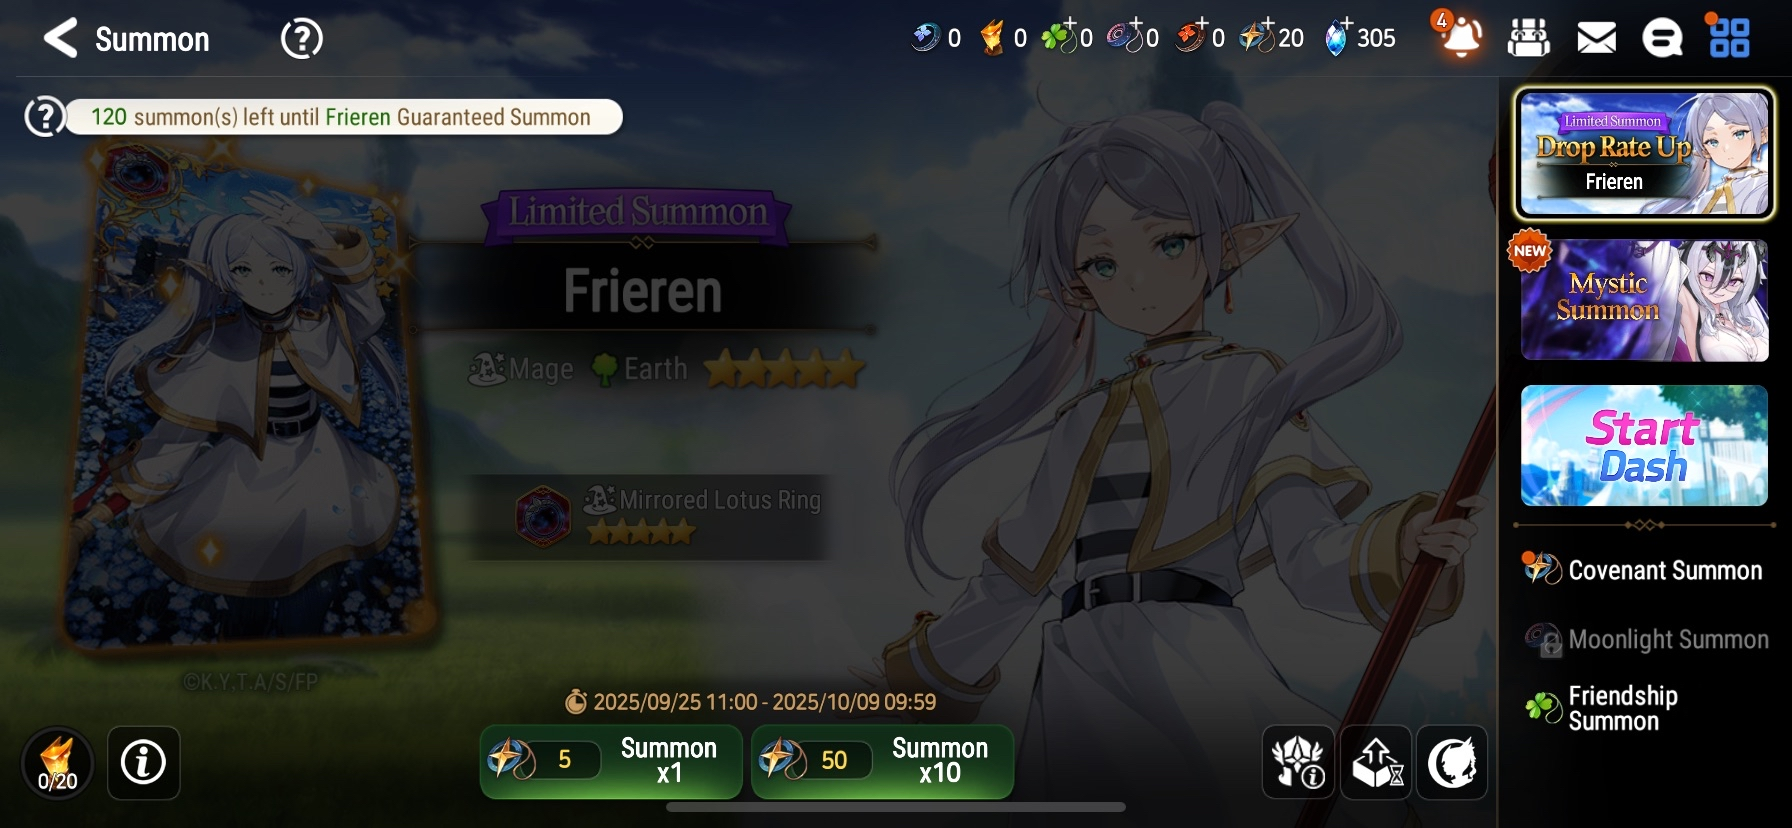 Summon
?
0
0
0
0
0
20
305
4
?
120 summon(s) left until Frieren Guaranteed Summon
Limited Summon
Frieren
Mage
Earth
Mirrored Lotus Ring
©K.Y,T.A/S/FP
2025/09/25 11:00 - 2025/10/09 09:59
0/20
5
Summon
x1
50
Summon
x10
Limited Summon
Drop Rate Up
Frieren
NEW
Mystic
Summon
Start
Dash
Covenant Summon
Moonlight Summon
Friendship
Summon